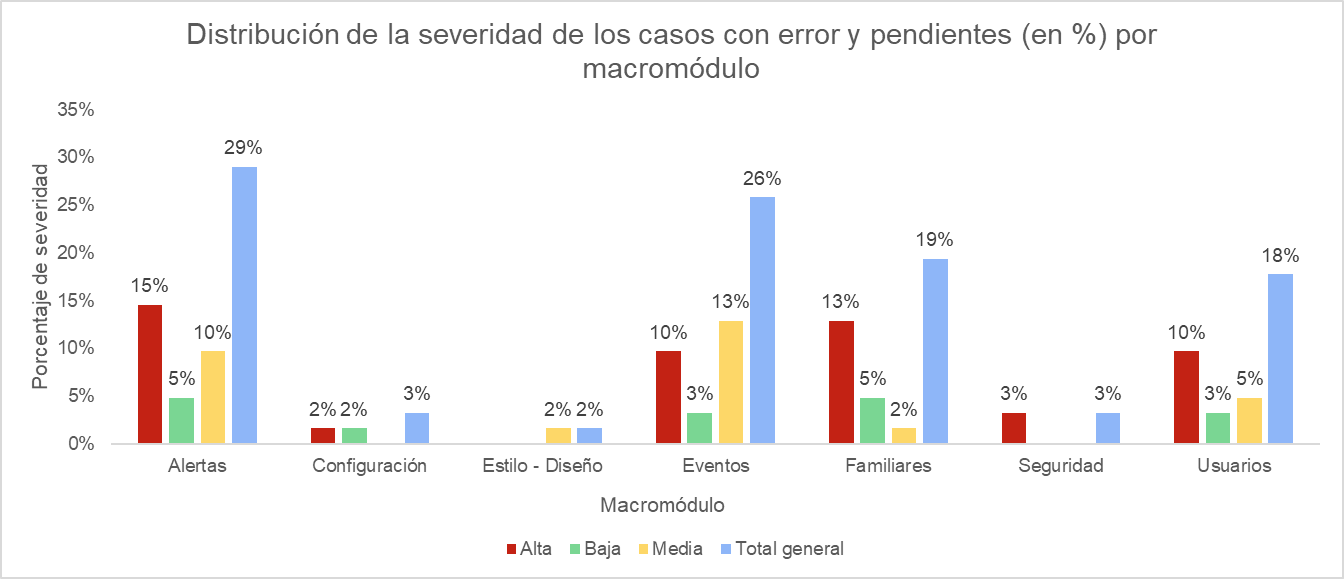 Distribución de la severidad de los casos con error y pendientes (en %) por
macromódulo
Porcentaje de severidad
35%
30%
25%
20%
15%
10%
5%
0%
15%
5%
10%
29%
2%
2%
3%
2%
2%
10%
3%
13%
26%
13%
5%
2%
19%
3%
3%
10%
3%
5%
18%
Alertas
Configuración
Estilo - Diseño
Eventos
Familiares
Seguridad
Usuarios
Macromódulo
Alta
Baja
Media
Total general